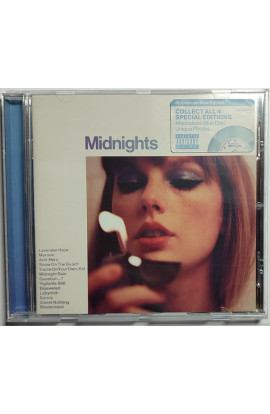 COLLECT ALL 4
SPECIAL EDITIONS
Midnights
Lavender Haze
Maroon
Anti-Hero
Snow On The Beach
You're On Your Own, Kid
Midnight Rain
Question...?
Vigilante Shit
Bejeweled
Labyrinth
Karma
Sweet Nothing
Mastermind